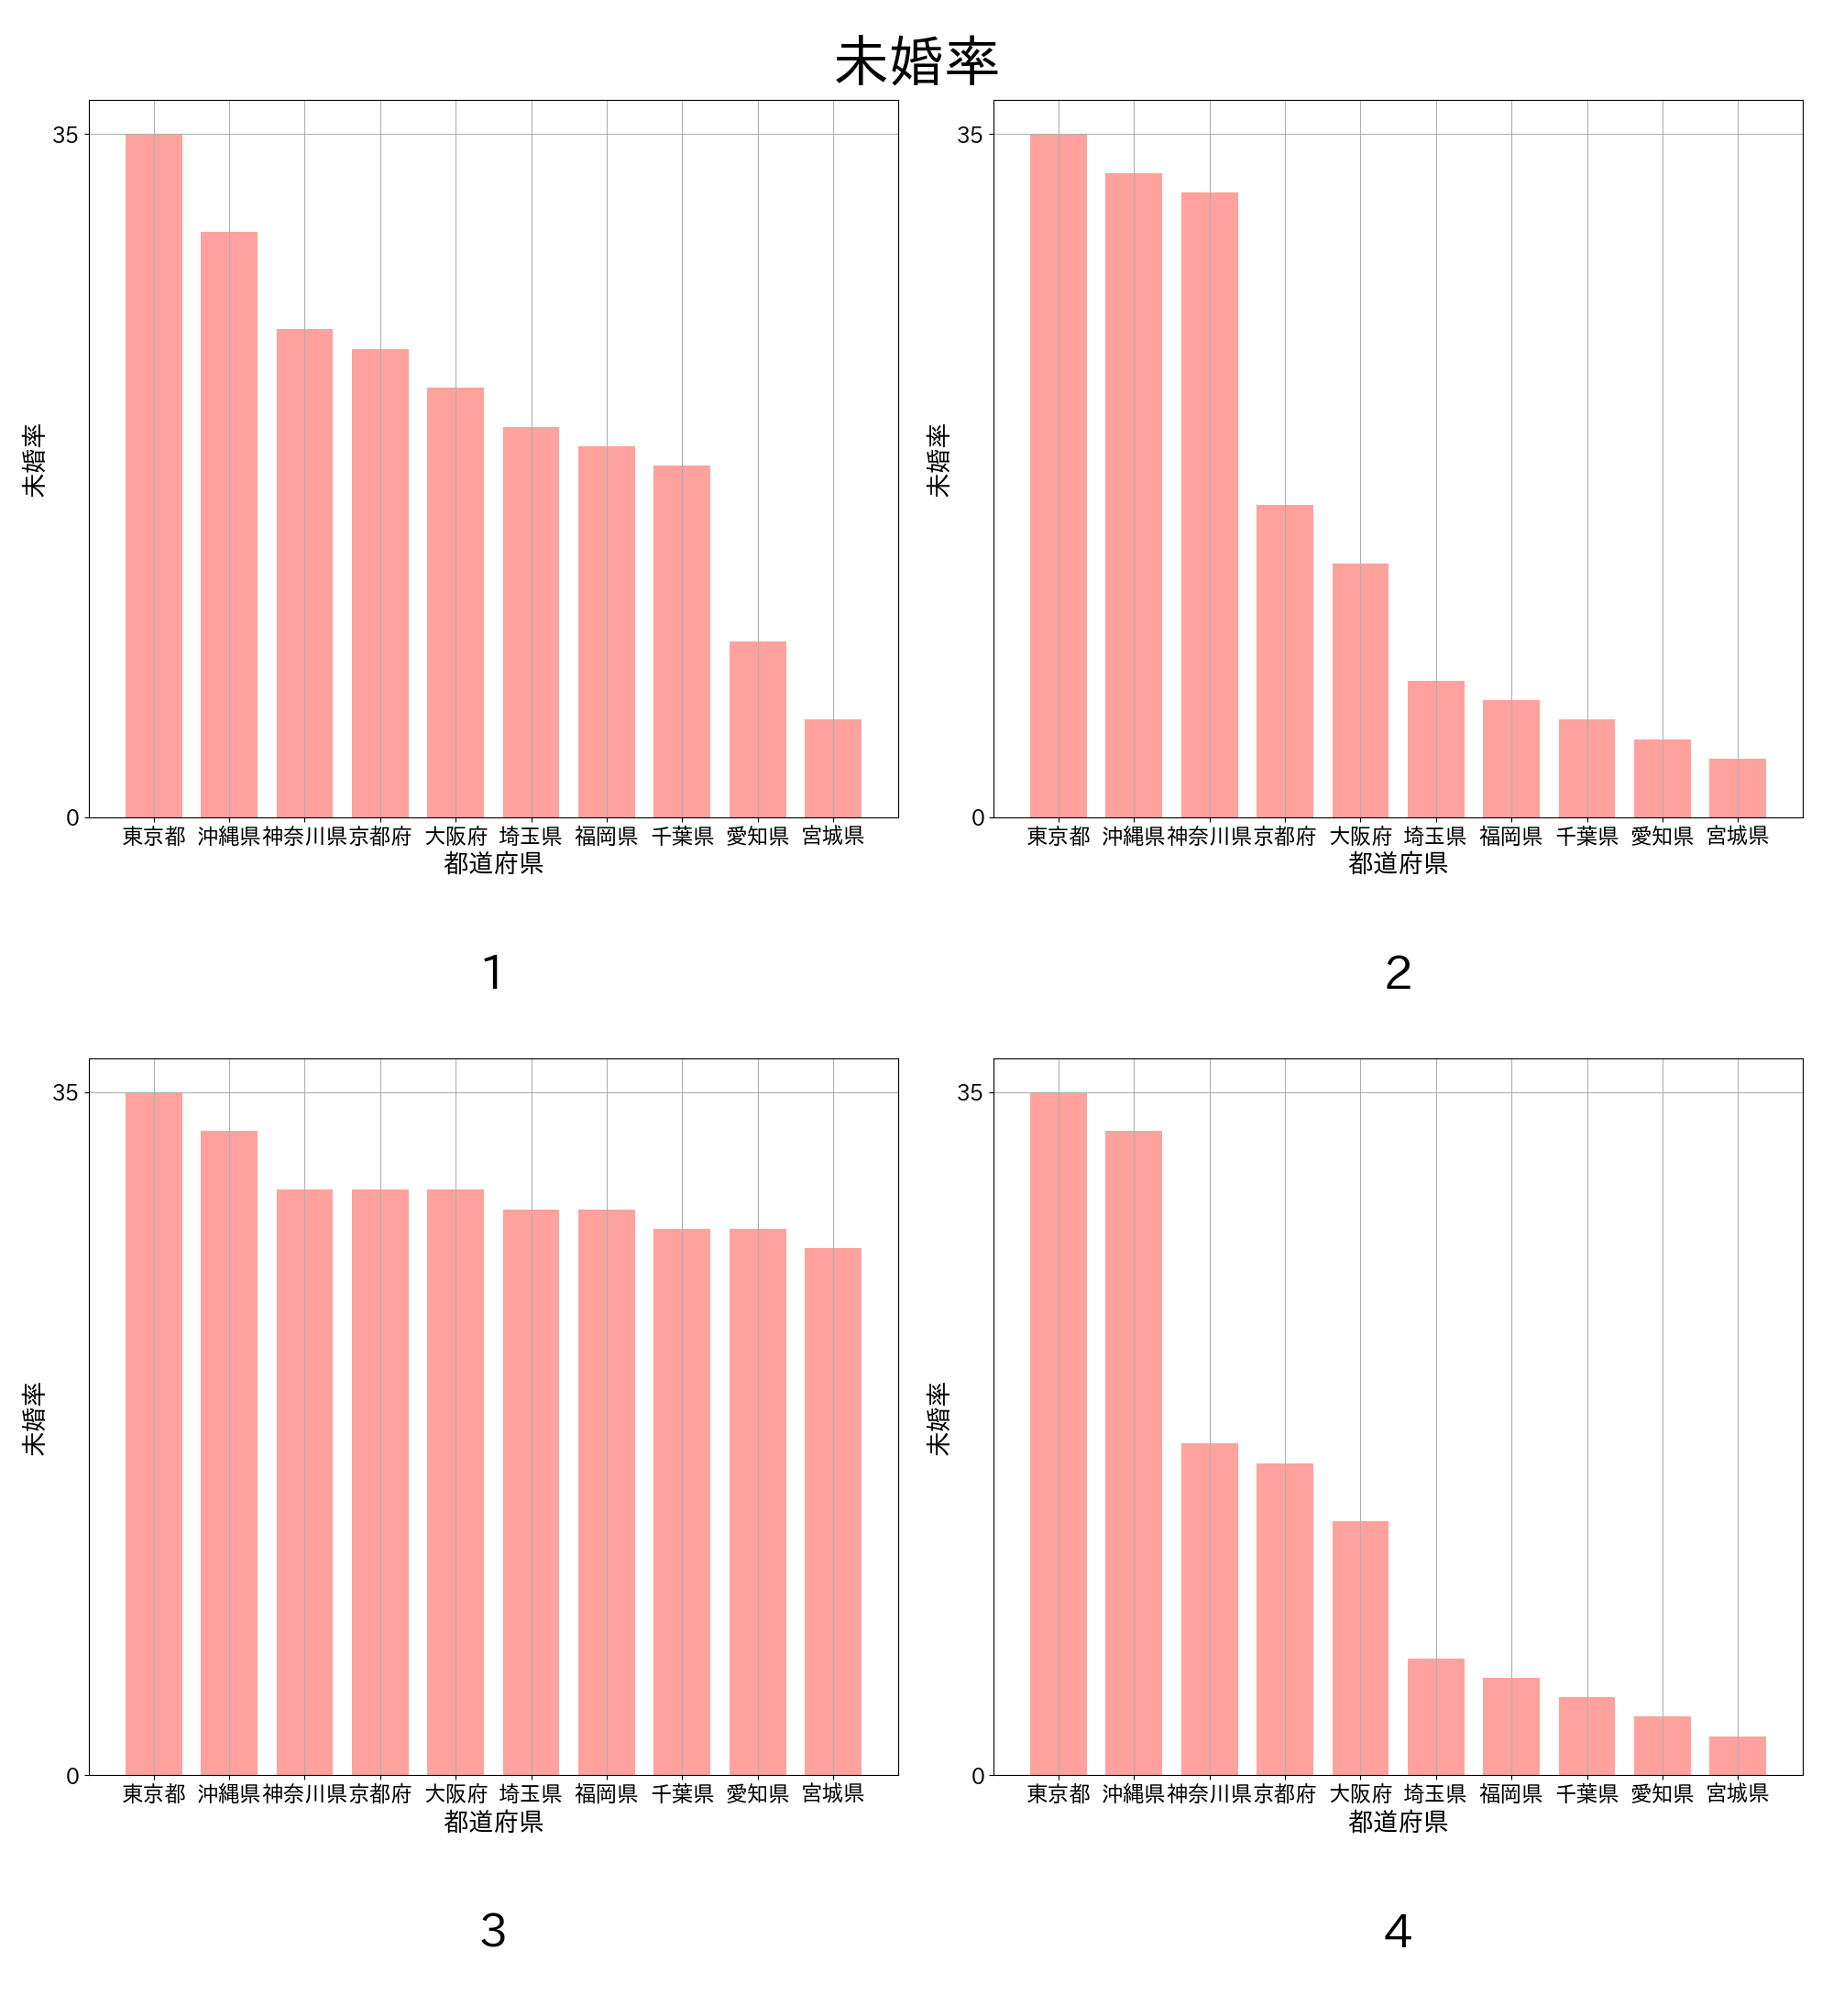 未婚率
35
0
未婚率
東京都 沖縄県 神奈川県 京都府 大阪府 埼玉県 福岡県 千葉県 愛知県 宮城県
都道府県
1
35
0
未婚率
東京都 沖縄県 神奈川県 京都府 大阪府 埼玉県 福岡県 千葉県 愛知県 宮城県
都道府県
2
35
0
未婚率
東京都 沖縄県 神奈川県 京都府 大阪府 埼玉県 福岡県 千葉県 愛知県 宮城県
都道府県
3
35
0
未婚率
東京都 沖縄県 神奈川県 京都府 大阪府 埼玉県 福岡県 千葉県 愛知県 宮城県
都道府県
4